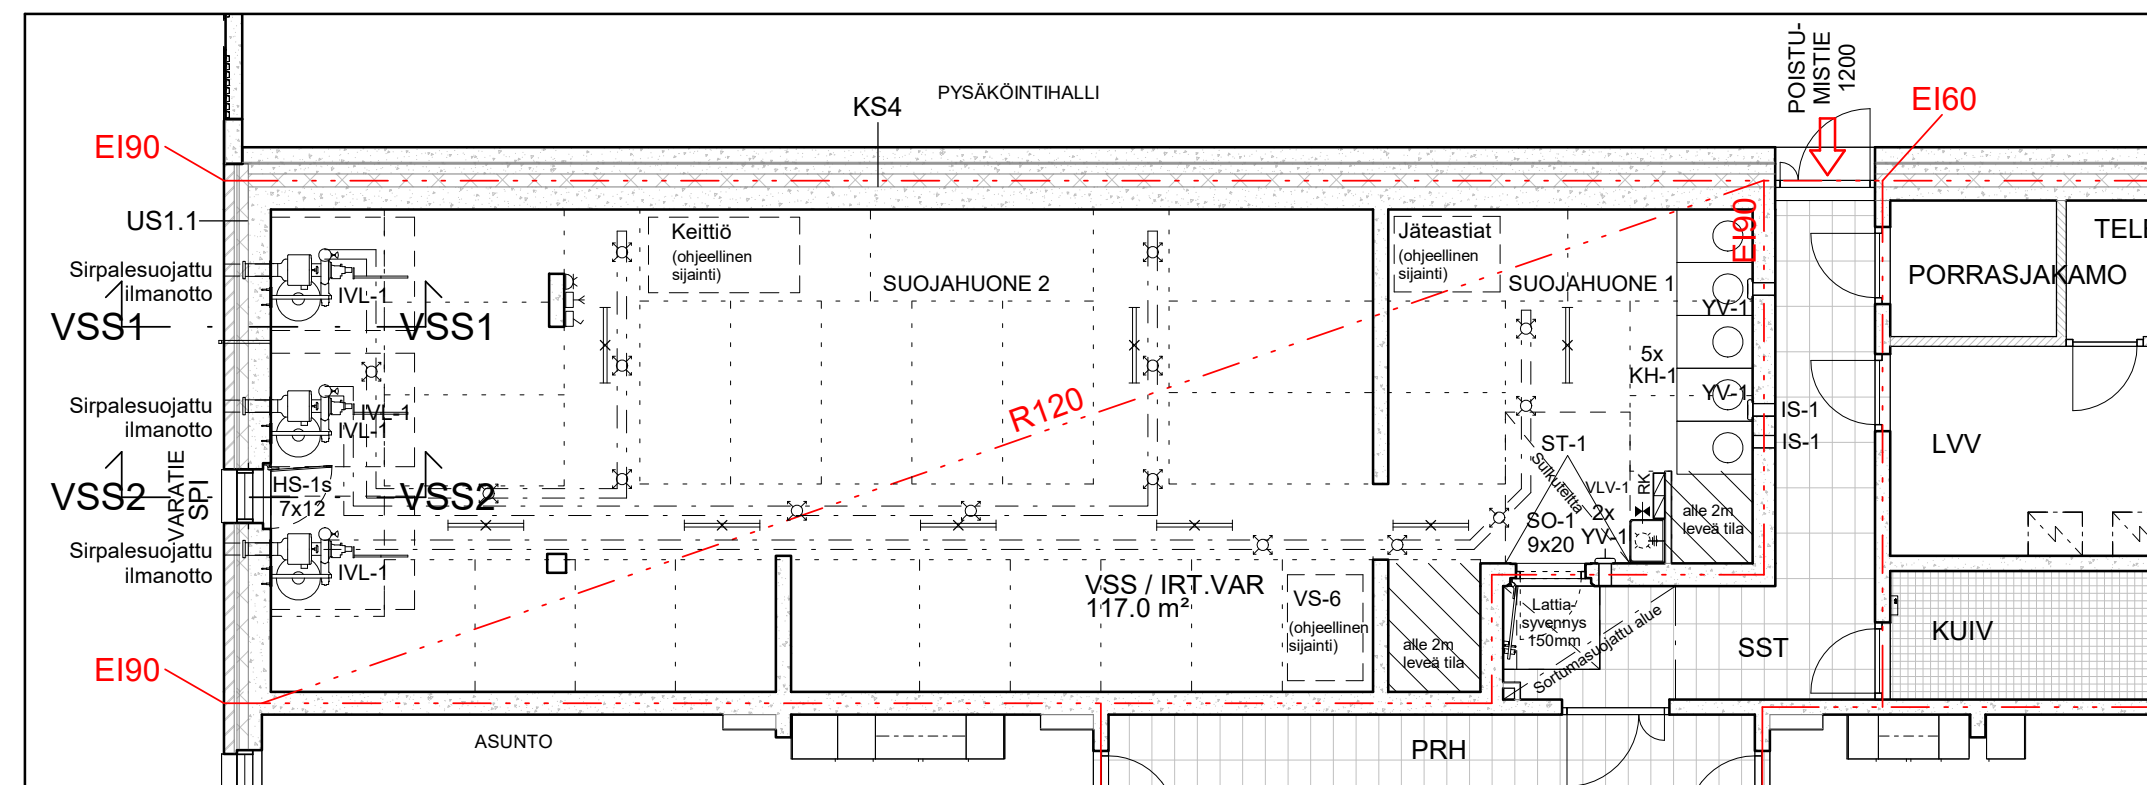 POISTU-
MISTIE
1200
PYSÄKÖINTIHALLI
KS4
EI60
EI90
EI90
US1.1
Keittiö
(ohjeellinen
sijainti)
Jäteastiat
(ohjeellinen
sijainti)
SUOJAHUONE 2
SUOJAHUONE 1
PORRASJAKAMO
Sirpalesuojattu
ilmanotto
IVL-1
YV-1
VSS1
VSS1
5x
KH-1
R120
YV-1
Sirpalesuojattu
ilmanotto
IVL-1
IVL-1
IS-1
IS-1
LVV
ST-1
Sulkuteltta
VARATIE
SPI
VSS2
HS-1s
7x12
VSS2
VLV-1
RK
SO-1
9x20
2x
YV-1
alle 2m
leveä tila
Sirpalesuojattu
ilmanotto
IVL-1
VSS / IRT.VAR
117.0 m²
VS-6
(ohjeellinen
sijainti)
alle 2m
leveä tila
Lattia-
syvennys
150mm
Sortumasuojattu alue
SST
KUIV
EI90
ASUNTO
PRH